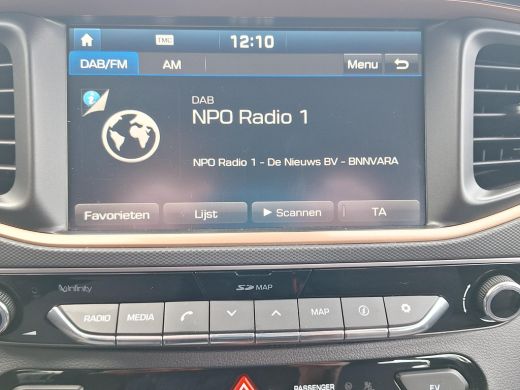 TMC 12:10
DAB/FM AM Menu
DAB
NPO Radio 1
NPO Radio 1 - De Nieuws BV - BNNVARA
Favorieten Lijst Scannen TA
Infinity SD MAP
RADIO MEDIA MAP
PASSENGER EV